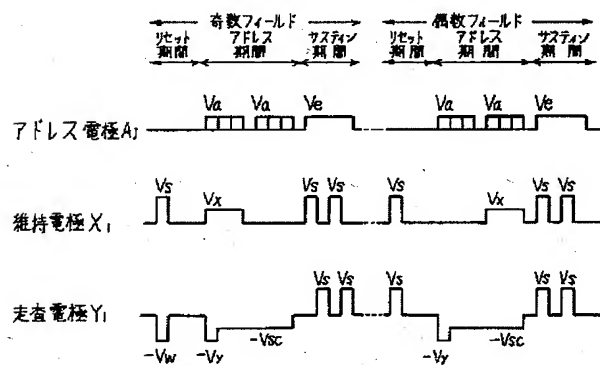 奇数フィールド 偶数フィールド
リセット アドレス サスティン リセット アドレス サスティン
期間 期間 期間 期間 期間 期間
Va Va Ve Va Va Ve
アドレス電極AJ
Vs Vx Vs Vs Vs Vx Vs Vs
維持電極X1
Vs Vs Vs Vs Vs
走査電極Y1
-Vw -Vy -Vsc -Vy -Vsc